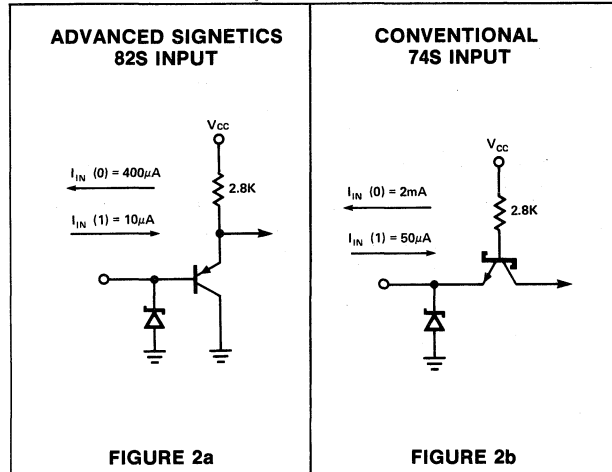 ADVANCED SIGNETICS
82S INPUT
VCC
IIN (0) = 400μA
2.8K
IIN (1) = 10μA
FIGURE 2a
CONVENTIONAL
74S INPUT
VCC
IIN (0) = 2mA
2.8K
IIN (1) = 50μA
FIGURE 2b